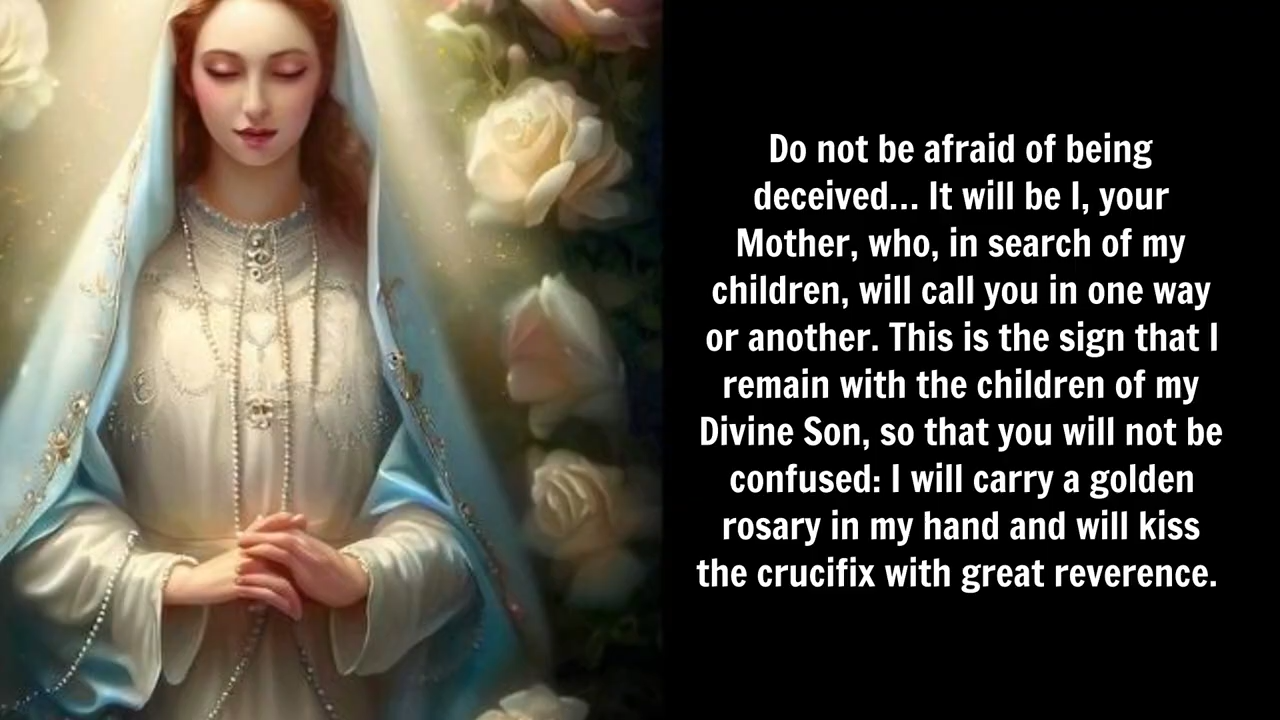 Do not be afraid of being
deceived... It will be I, your
Mother, who, in search of my
children, will call you in one way
or another. This is the sign that I
remain with the children of my
Divine Son, so that you will not be
confused: I will carry a golden
rosary in my hand and will kiss
the crucifix with great reverence.